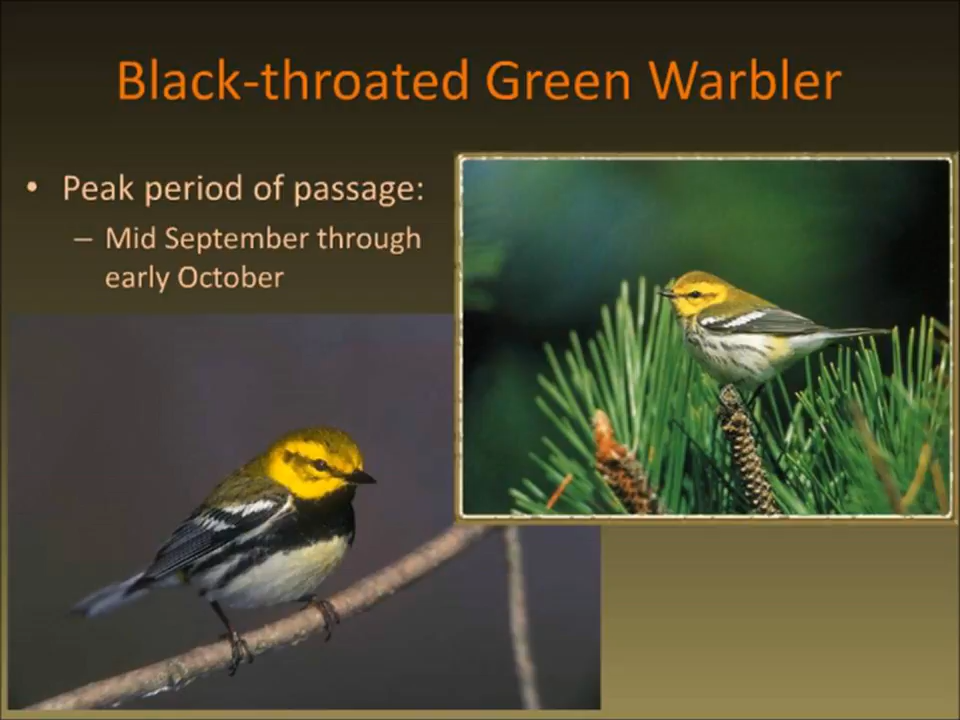 Black-throated Green Warbler
• Peak period of passage:
– Mid September through
early October